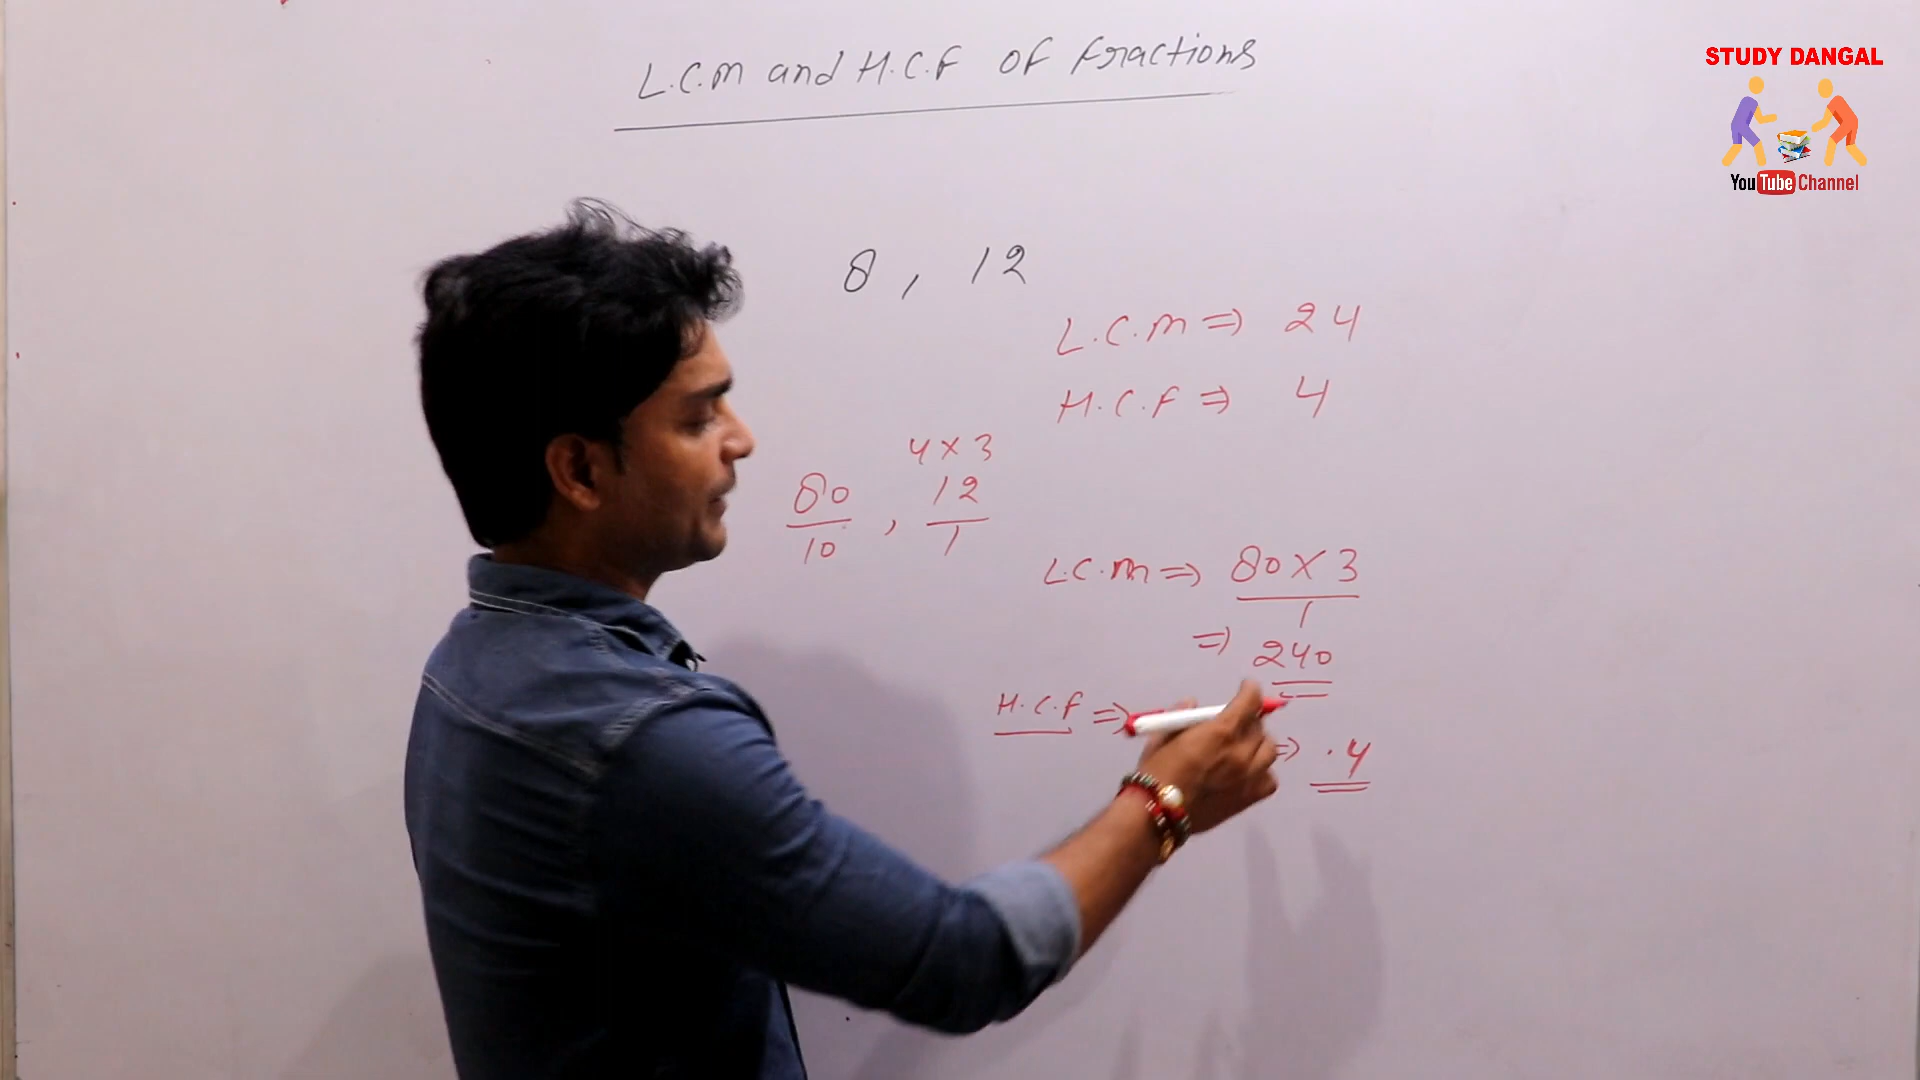 L.C.M and H.C.F of fractions
STUDY DANGAL
YouTube Channel
8 , 12
L.C.M => 24
H.C.F => 4
4 x 3
80 , 12
10 1
L.C.M => 80 x 3
1
=> 240
H.C.F =>
=> .4